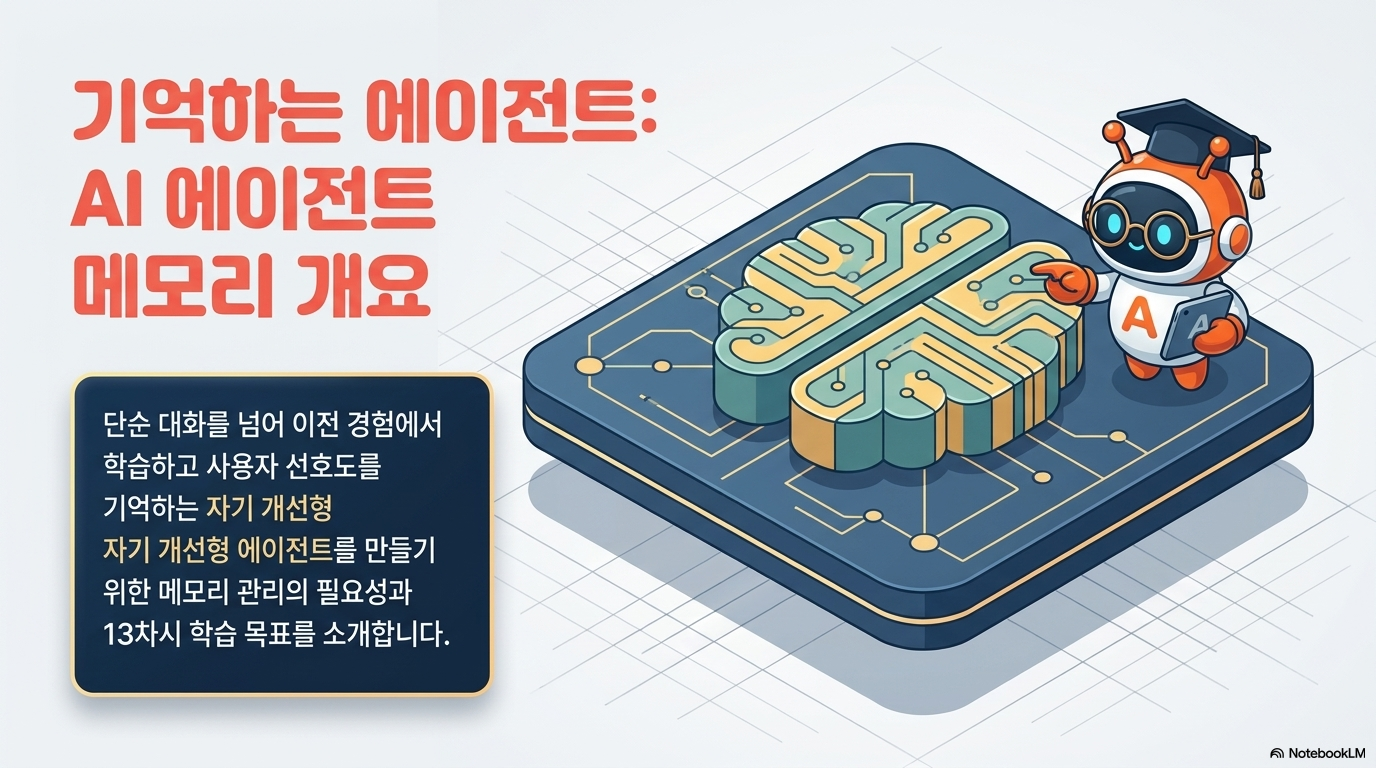 기억하는 에이전트:
AI 에이전트
메모리 개요
단순 대화를 넘어 이전 경험에서
학습하고 사용자 선호도를
기억하는 자기 개선형
자기 개선형 에이전트를 만들기
위한 메모리 관리의 필요성과
13차시 학습 목표를 소개합니다.
A
A
NotebookLM